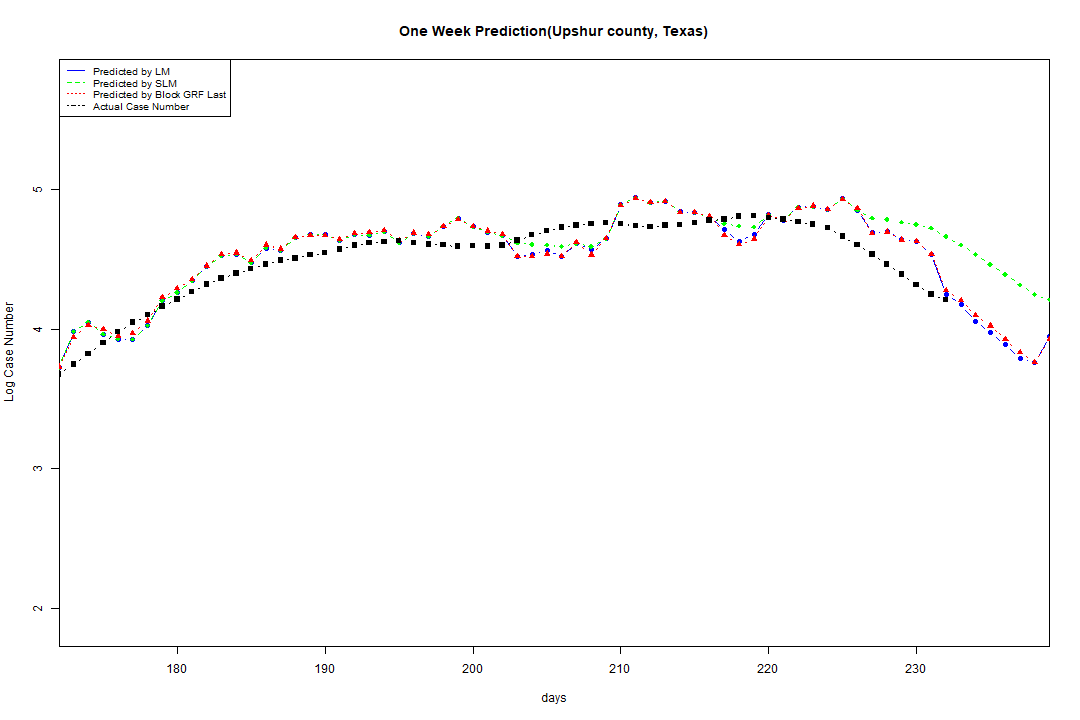 One Week Prediction(Upshur county, Texas)
Predicted by LM
Predicted by SLM
Predicted by Block GRF Last
Actual Case Number
5
4
3
2
Log Case Number
180 190 200 210 220 230
days